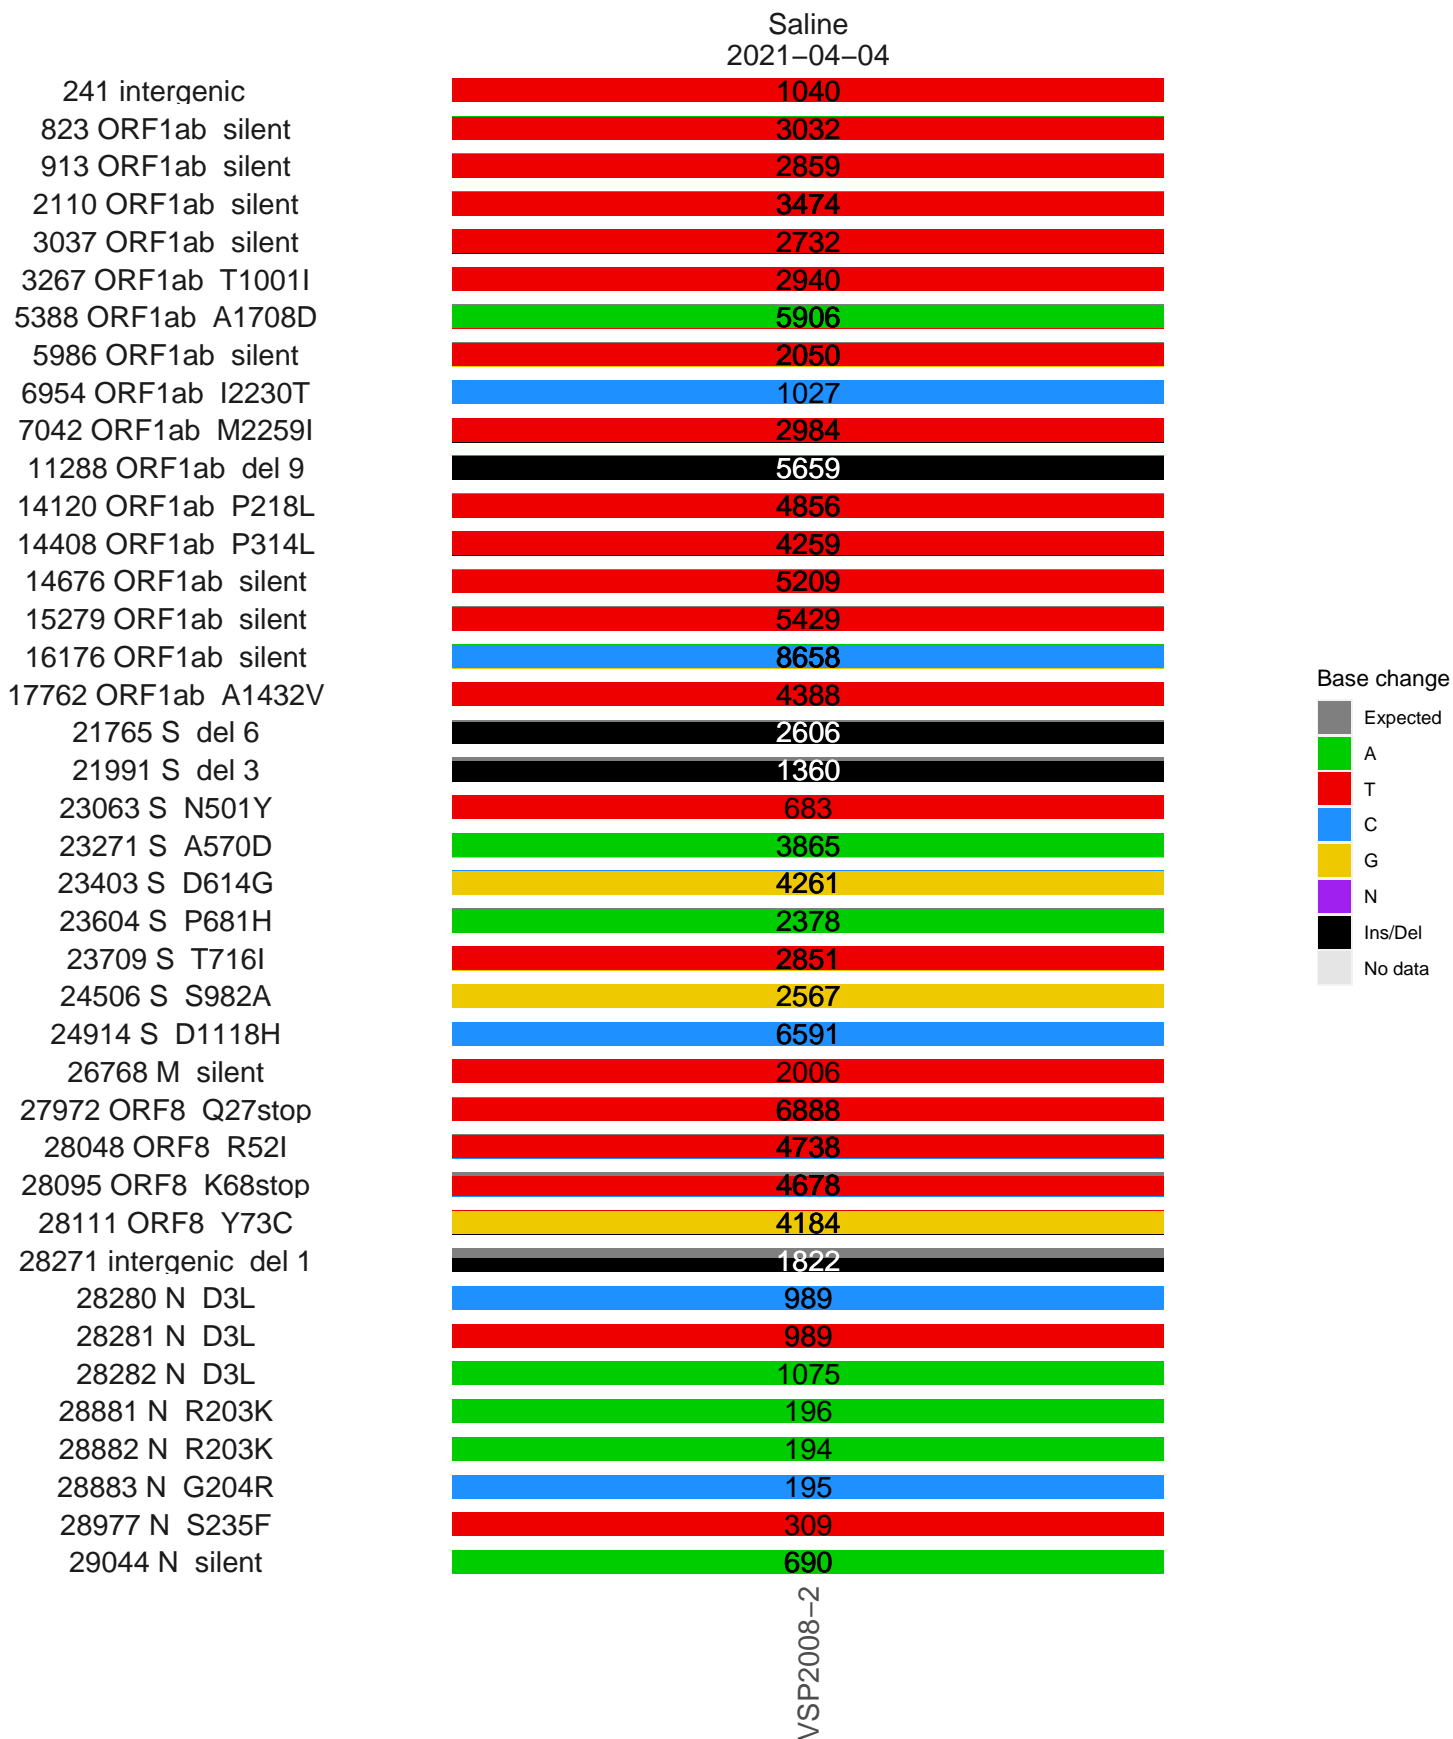 Saline
2021−04−04
241 intergenic 1040
823 ORF1ab silent 3032
913 ORF1ab silent 2859
2110 ORF1ab silent 3474
3037 ORF1ab silent 2732
3267 ORF1ab T1001I 2940
5388 ORF1ab A1708D 5906
5986 ORF1ab silent 2050
6954 ORF1ab I2230T 1027
7042 ORF1ab M2259I 2984
11288 ORF1ab del 9 5659
14120 ORF1ab P218L 4856
14408 ORF1ab P314L 4259
14676 ORF1ab silent 5209
15279 ORF1ab silent 5429
16176 ORF1ab silent 8658
17762 ORF1ab A1432V 4388
21765 S del 6 2606
21991 S del 3 1360
23063 S N501Y 683
23271 S A570D 3865
23403 S D614G 4261
23604 S P681H 2378
23709 S T716I 2851
24506 S S982A 2567
24914 S D1118H 6591
26768 M silent 2006
27972 ORF8 Q27stop 6888
28048 ORF8 R52I 4738
28095 ORF8 K68stop 4678
28111 ORF8 Y73C 4184
28271 intergenic del 1 1822
28280 N D3L 989
28281 N D3L 989
28282 N D3L 1075
28881 N R203K 196
28882 N R203K 194
28883 N G204R 195
28977 N S235F 309
29044 N silent 690
VSP2008−2
Base change
Expected
A
T
C
G
N
Ins/Del
No data